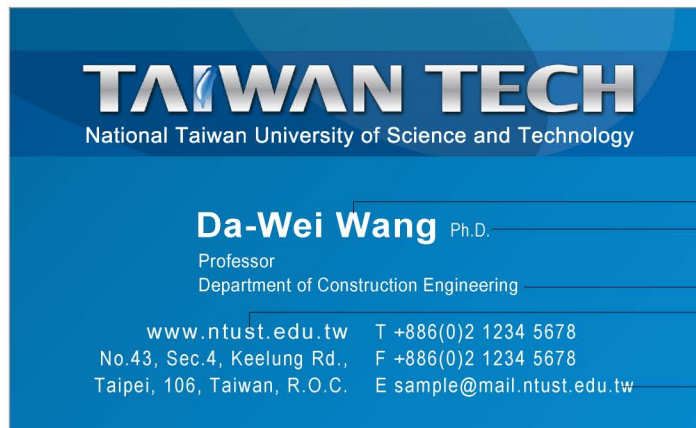 TAIWAN TECH
National Taiwan University of Science and Technology
Da-Wei Wang Ph.D.
Professor
Department of Construction Engineering
www.ntust.edu.tw T +886(0)2 1234 5678
No.43, Sec.4, Keelung Rd., F +886(0)2 1234 5678
Taipei, 106, Taiwan, R.O.C. E sample@mail.ntust.edu.tw